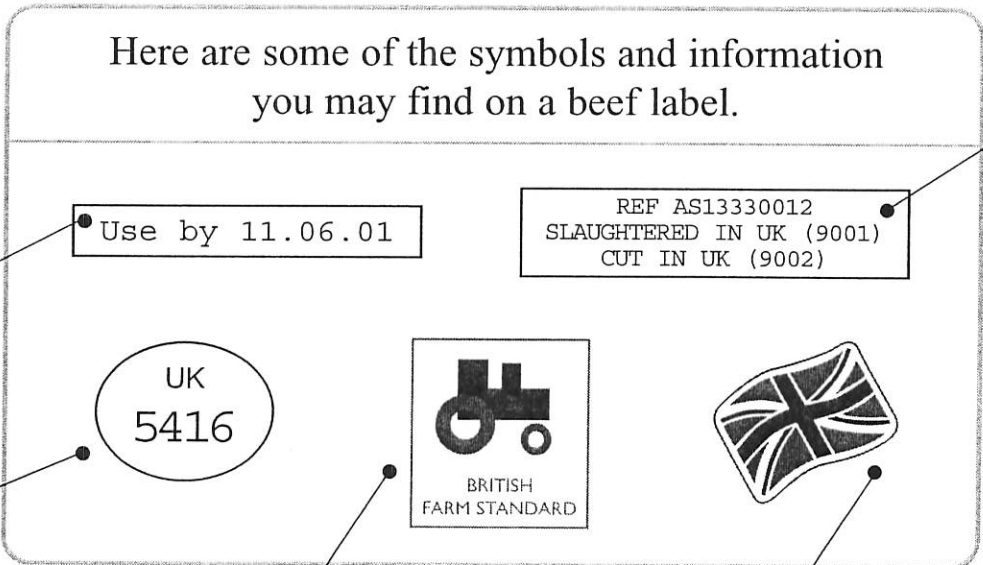 Here are some of the symbols and information
you may find on a beef label.
Use by 11.06.01
REF AS13330012
SLAUGHTERED IN UK (9001)
CUT IN UK (9002)
UK
5416
BRITISH
FARM STANDARD